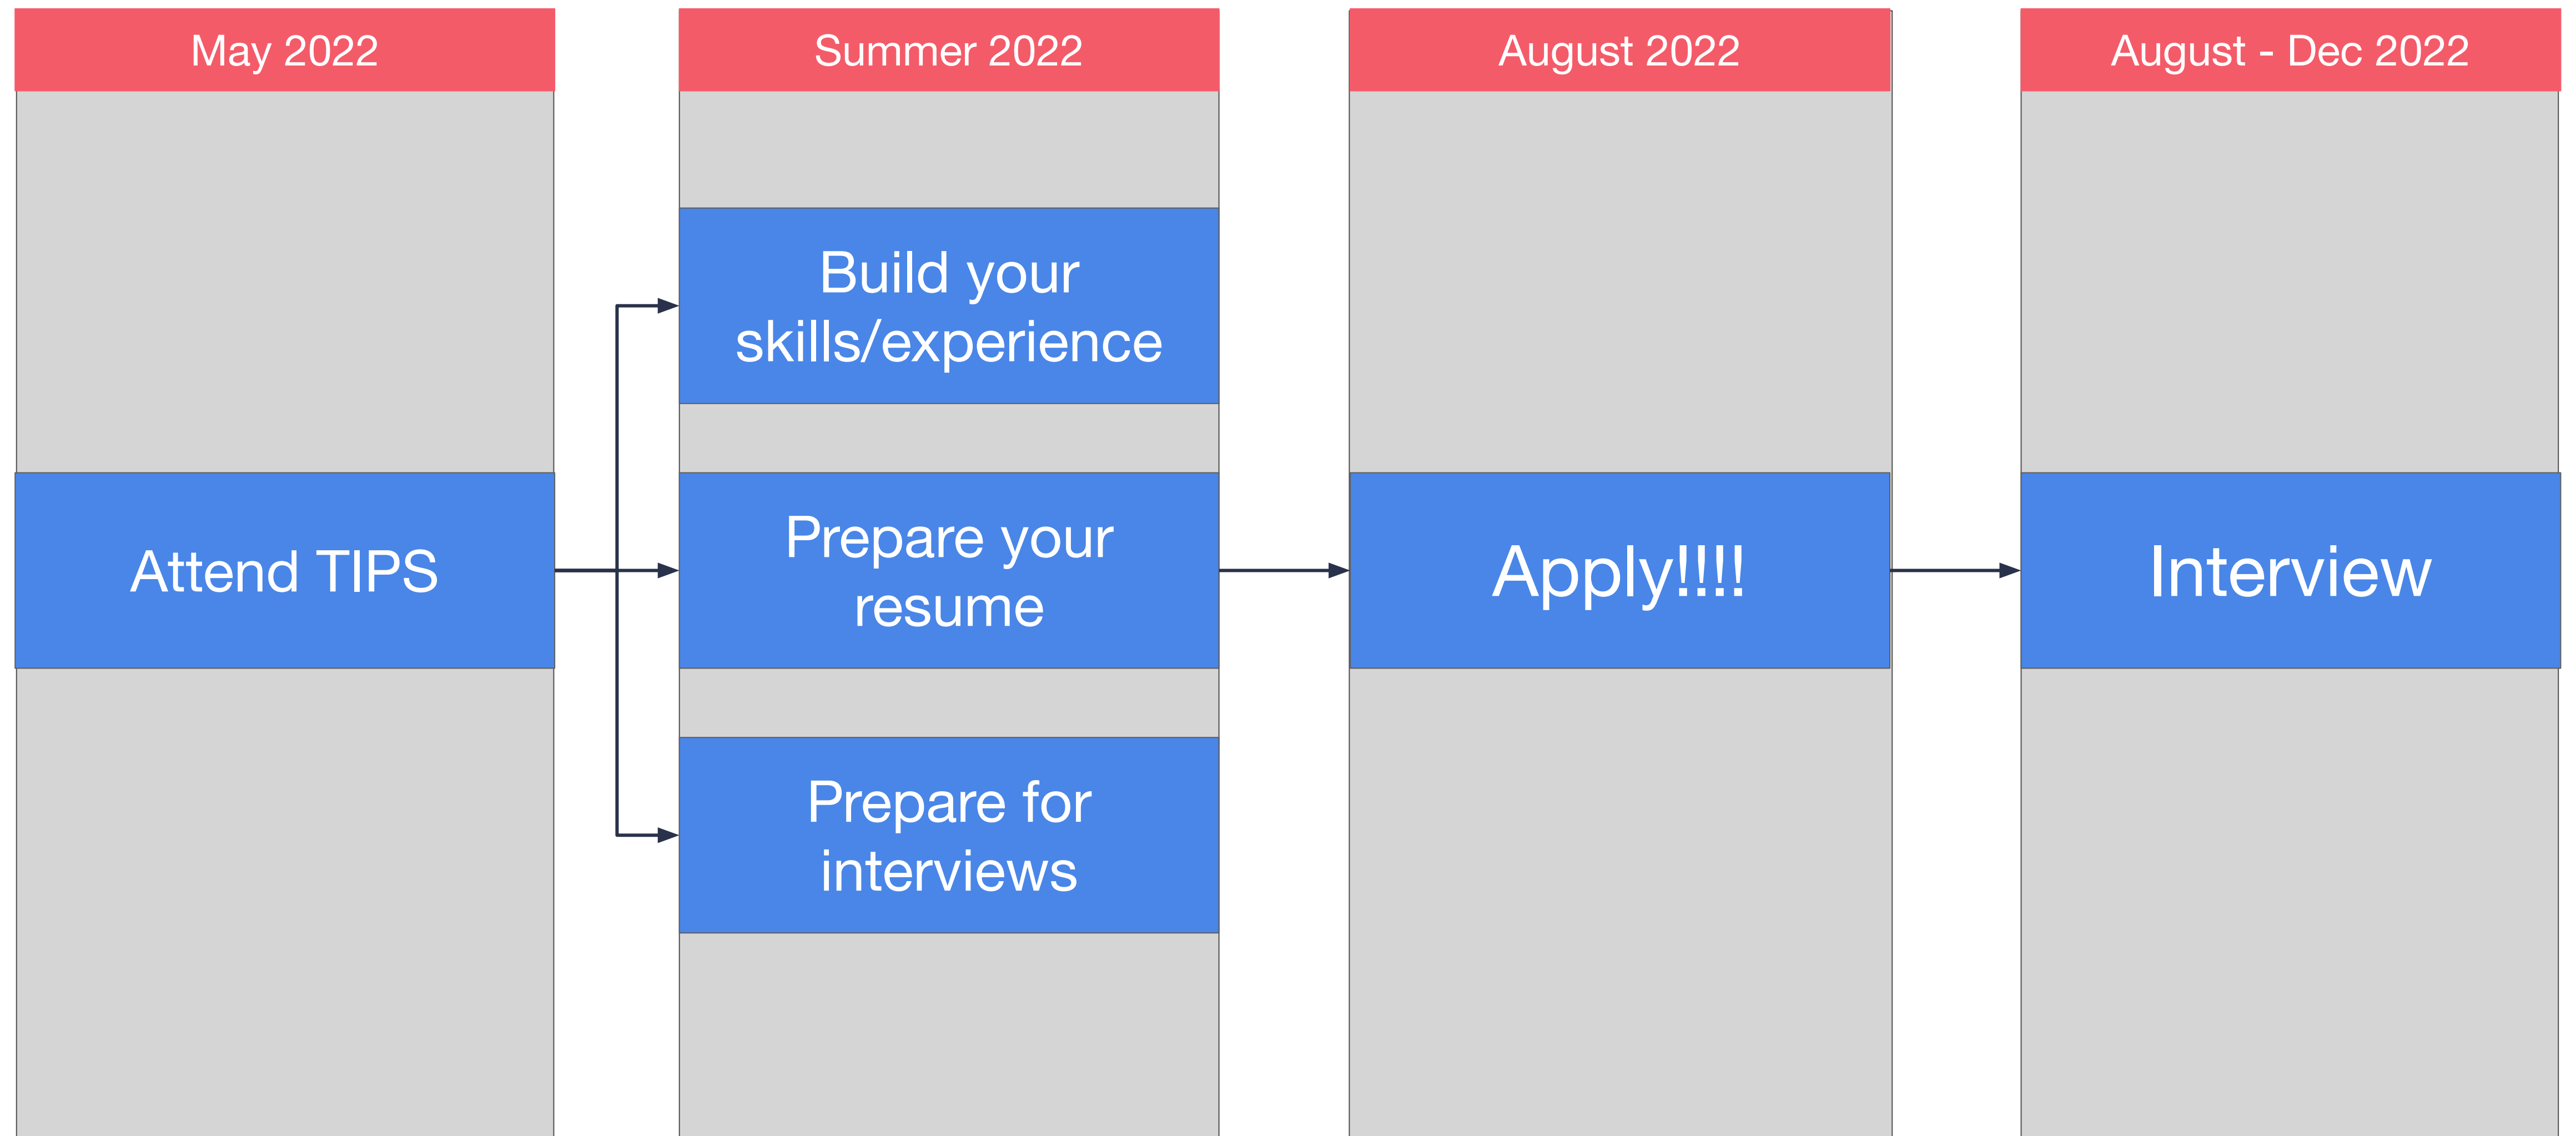 May 2022
Summer 2022
August 2022
August - Dec 2022
Attend TIPS
Build your
skills/experience
Prepare your
resume
Prepare for
interviews
Apply!!!!
Interview